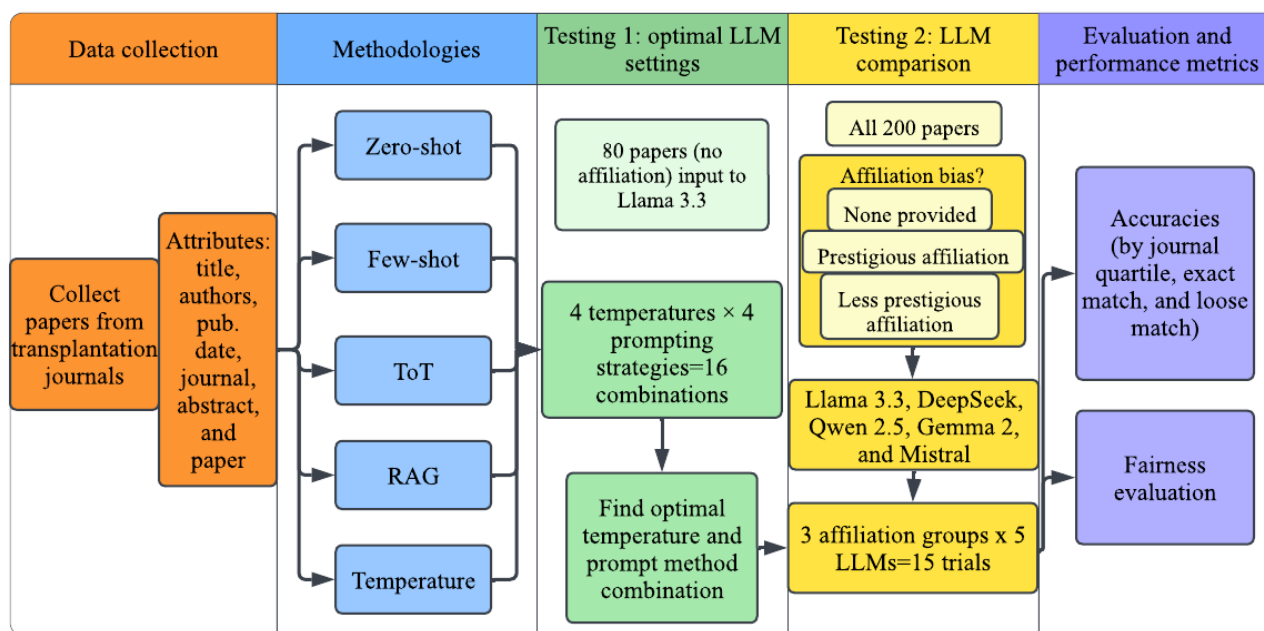 Data collection
Methodologies
Testing 1: optimal LLM
settings
Testing 2: LLM
comparison
Evaluation and
performance metrics
Collect
papers from
transplantation
journals
Attributes:
title,
authors,
pub.
date,
journal,
abstract,
and
paper
Zero-shot
Few-shot
ToT
RAG
Temperature
80 papers (no
affiliation) input to
Llama 3.3
4 temperatures × 4
prompting
strategies=16
combinations
Find optimal
temperature and
prompt method
combination
All 200 papers
Affiliation bias?
None provided
Prestigious affiliation
Less prestigious
affiliation
Llama 3.3, DeepSeek,
Qwen 2.5, Gemma 2,
and Mistral
3 affiliation groups x 5
LLMs=15 trials
Accuracies
(by journal
quartile, exact
match, and loose
match)
Fairness
evaluation